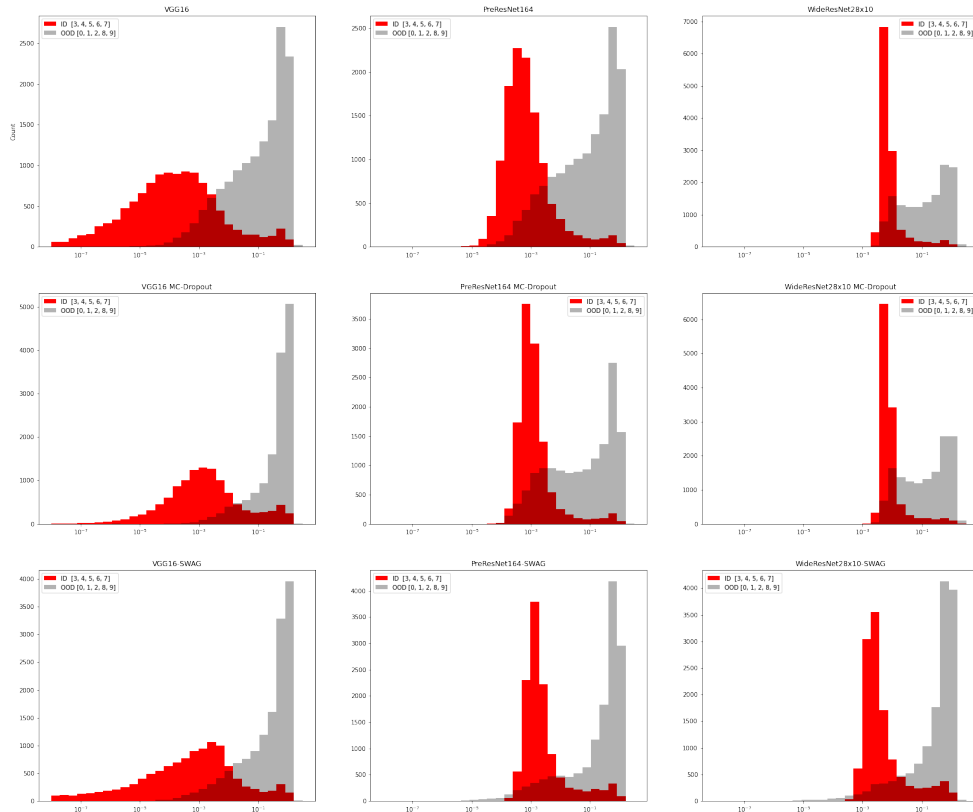 VGG16
ID [3, 4, 5, 6, 7]
OOD [0, 1, 2, 8, 9]
Count
2500
2000
1500
1000
500
0
10⁻⁷ 10⁻⁵ 10⁻³ 10⁻¹
PreResNet164
ID [3, 4, 5, 6, 7]
OOD [0, 1, 2, 8, 9]
2500
2000
1500
1000
500
0
10⁻⁷ 10⁻⁵ 10⁻³ 10⁻¹
WideResNet28x10
ID [3, 4, 5, 6, 7]
OOD [0, 1, 2, 8, 9]
7000
6000
5000
4000
3000
2000
1000
0
10⁻⁷ 10⁻⁵ 10⁻³ 10⁻¹
VGG16 MC-Dropout
ID [3, 4, 5, 6, 7]
OOD [0, 1, 2, 8, 9]
5000
4000
3000
2000
1000
0
10⁻⁷ 10⁻⁵ 10⁻³ 10⁻¹
PreResNet164 MC-Dropout
ID [3, 4, 5, 6, 7]
OOD [0, 1, 2, 8, 9]
3500
3000
2500
2000
1500
1000
500
0
10⁻⁷ 10⁻⁵ 10⁻³ 10⁻¹
WideResNet28x10 MC-Dropout
ID [3, 4, 5, 6, 7]
OOD [0, 1, 2, 8, 9]
6000
5000
4000
3000
2000
1000
0
10⁻⁷ 10⁻⁵ 10⁻³ 10⁻¹
VGG16-SWAG
ID [3, 4, 5, 6, 7]
OOD [0, 1, 2, 8, 9]
4000
3500
3000
2500
2000
1500
1000
500
0
10⁻⁷ 10⁻⁵ 10⁻³ 10⁻¹
PreResNet164-SWAG
ID [3, 4, 5, 6, 7]
OOD [0, 1, 2, 8, 9]
4000
3500
3000
2500
2000
1500
1000
500
0
10⁻⁷ 10⁻⁵ 10⁻³ 10⁻¹
WideResNet28x10-SWAG
ID [3, 4, 5, 6, 7]
OOD [0, 1, 2, 8, 9]
4000
3500
3000
2500
2000
1500
1000
500
0
10⁻⁷ 10⁻⁵ 10⁻³ 10⁻¹